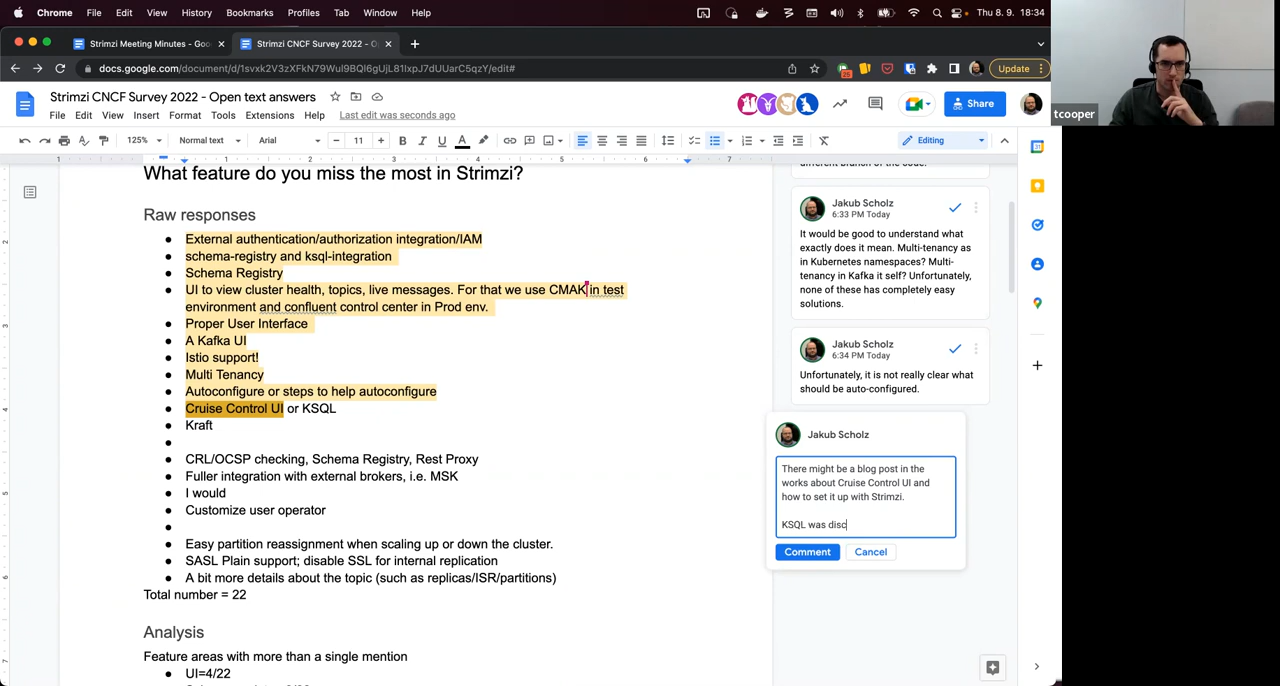 Chrome File Edit View History Bookmarks Profiles Tab Window Help Thu 8. 9. 18:34
Strimzi Meeting Minutes - Goo Strimzi CNCF Survey 2022 - O
docs.google.com/document/d/1svxk2V3zXFkN79Wul9BQl6gUjL81IxpJ7dUUarC5qzY/edit# 26 Update
Strimzi CNCF Survey 2022 - Open text answers
File Edit View Insert Format Tools Extensions Help Last edit was seconds ago
Share
125% Normal text Arial 11 Editing
tcooper
different branch of the code.
What feature do you miss the most in Strimzi?
Raw responses
External authentication/authorization integration/IAM
schema-registry and ksql-integration
Schema Registry
UI to view cluster health, topics, live messages. For that we use CMAK in test
environment and confluent control center in Prod env.
Proper User Interface
A Kafka UI
Istio support!
Multi Tenancy
Autoconfigure or steps to help autoconfigure
Cruise Control UI or KSQL
Kraft
CRL/OCSP checking, Schema Registry, Rest Proxy
Fuller integration with external brokers, i.e. MSK
I would
Customize user operator
Easy partition reassignment when scaling up or down the cluster.
SASL Plain support; disable SSL for internal replication
A bit more details about the topic (such as replicas/ISR/partitions)
Total number = 22
Analysis
Feature areas with more than a single mention
UI=4/22
Jakub Scholz
6:33 PM Today
It would be good to understand what
exactly does it mean. Multi-tenancy as
in Kubernetes namespaces? Multi-
tenancy in Kafka it self? Unfortunately,
none of these has completely easy
solutions.
Jakub Scholz
6:34 PM Today
Unfortunately, it is not really clear what
should be auto-configured.
Jakub Scholz
There might be a blog post in the
works about Cruise Control UI and
how to set it up with Strimzi.
KSQL was disc
Comment Cancel